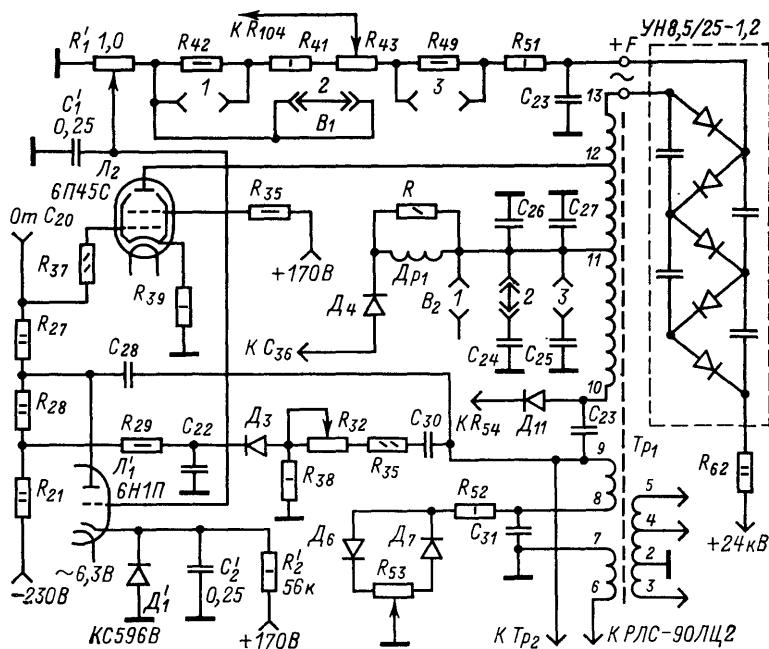 УН8,5/25-1,2
К R104
R'1 1,0
R42
R41
R43
R49
R51
+F
~
13
1
2
3
В1
C23
C'1
0,25
Л2
6П45С
12
От C20
R35
R
C26
C27
+170В
R37
R39
Др1
11
Д4
В2
1
2
3
К C36
C24
C25
R27
C28
10
R28
К R54
Д11
C23
R29
C22
Д3
R32
R35
C30
Тр1
9
R38
Л'1
6Н1П
R21
R62
R52
8
5
Д6
Д7
C31
7
4
R53
2
+24кВ
~6,3В
C'2
0,25
R'2
56к
6
3
-230В
Д'1
КС596В
+170В
К Тр2
К РЛС-90ЛЦ2